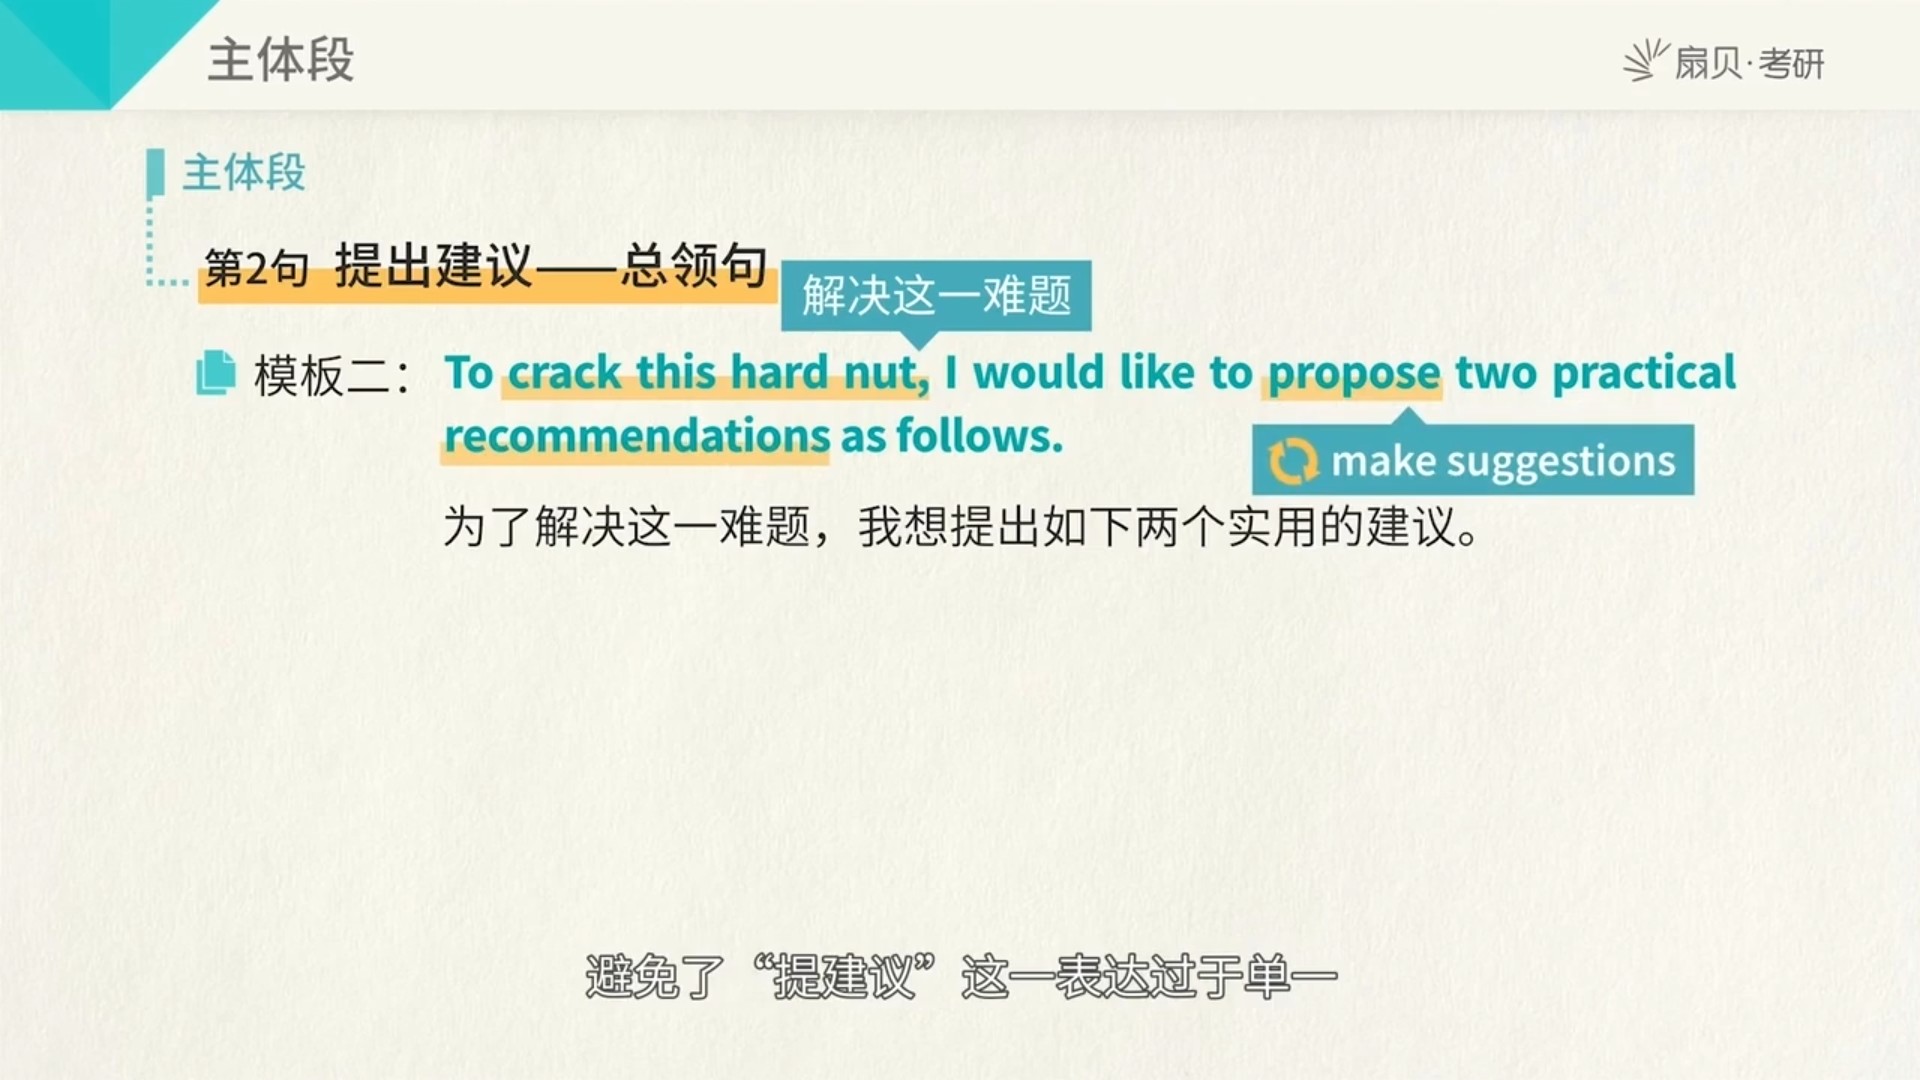 主体段
扇贝·考研
主体段
第2句 提出建议——总领句
解决这一难题
模板二： To crack this hard nut, I would like to propose two practical
recommendations as follows.
make suggestions
为了解决这一难题，我想提出如下两个实用的建议。
避免了“提建议”这一表达过于单一